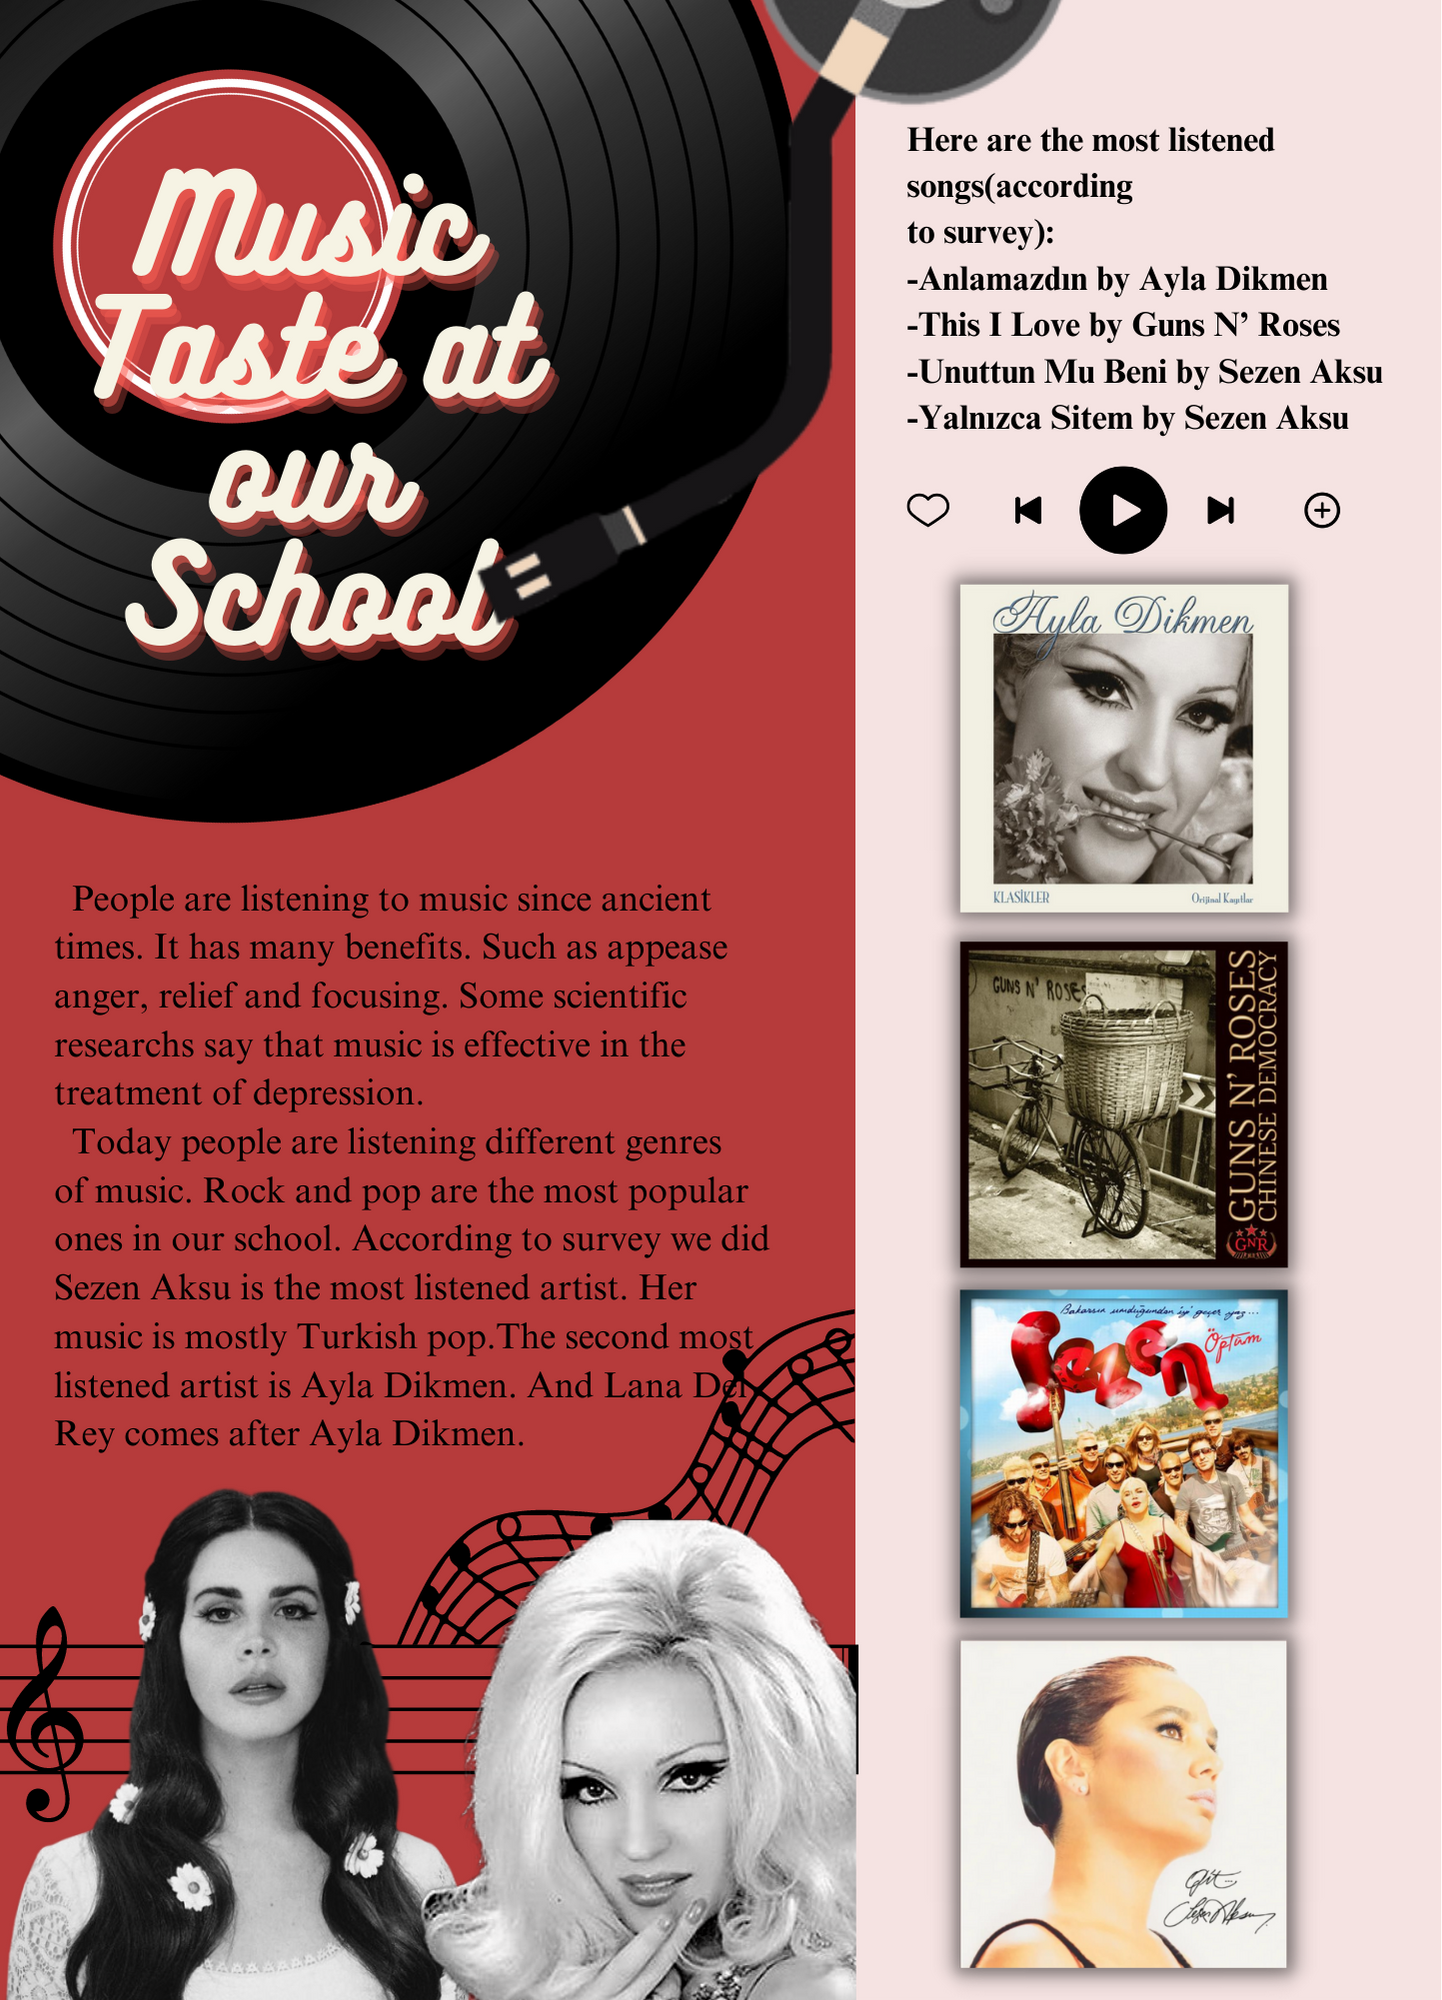 Music
Taste at
our
School
People are listening to music since ancient
times. It has many benefits. Such as appease
anger, relief and focusing. Some scientific
researchs say that music is effective in the
treatment of depression.
Today people are listening different genres
of music. Rock and pop are the most popular
ones in our school. According to survey we did
Sezen Aksu is the most listened artist. Her
music is mostly Turkish pop.The second most
listened artist is Ayla Dikmen. And Lana Del
Rey comes after Ayla Dikmen.
Here are the most listened
songs(according
to survey):
-Anlamazdın by Ayla Dikmen
-This I Love by Guns N’ Roses
-Unuttun Mu Beni by Sezen Aksu
-Yalnızca Sitem by Sezen Aksu
Ayla Dikmen
KLASİKLER
Orijinal Kayıtlar
GUNS N' ROSES
GUNS N' ROSES
CHINESE DEMOCRACY
GNR
Bakarsın umduğundan iyi geçer yaz...
Sezen
Öptüm
Sezen Aksu